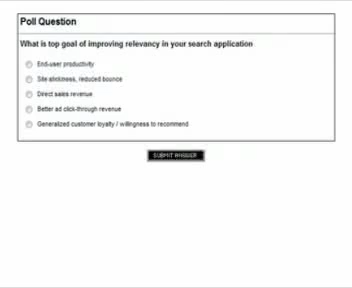 Poll Question
What is top goal of improving relevancy in your search application
End-user productivity
Site stickiness, reduced bounce
Direct sales revenue
Better ad click-through revenue
Generalized customer loyalty / willingness to recommend
SUBMIT ANSWER